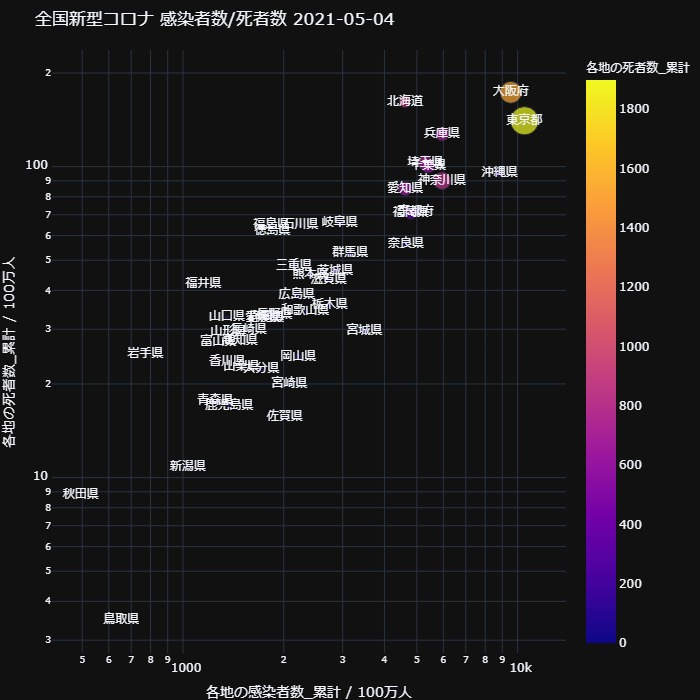 全国新型コロナ 感染者数/死者数 2021-05-04
各地の死者数_累計
1800
1600
1400
1200
1000
800
600
400
200
0
各地の死者数_累計 / 100万人
2
100
9
8
7
6
5
4
3
2
10
9
8
7
6
5
4
3
大阪府
北海道
東京都
兵庫県
埼玉県
千葉県
沖縄県
神奈川県
愛知県
福岡県
京都府
福島県
石川県
岐阜県
徳島県
奈良県
群馬県
三重県
茨城県
熊本県
滋賀県
福井県
広島県
栃木県
和歌山県
山口県
長崎県
山形県
宮城県
富山県
高知県
岩手県
岡山県
香川県
山梨県
大分県
宮崎県
青森県
鹿児島県
佐賀県
新潟県
秋田県
鳥取県
5
6
7
8
9
1000
2
3
4
5
6
7
8
9
10k
各地の感染者数_累計 / 100万人